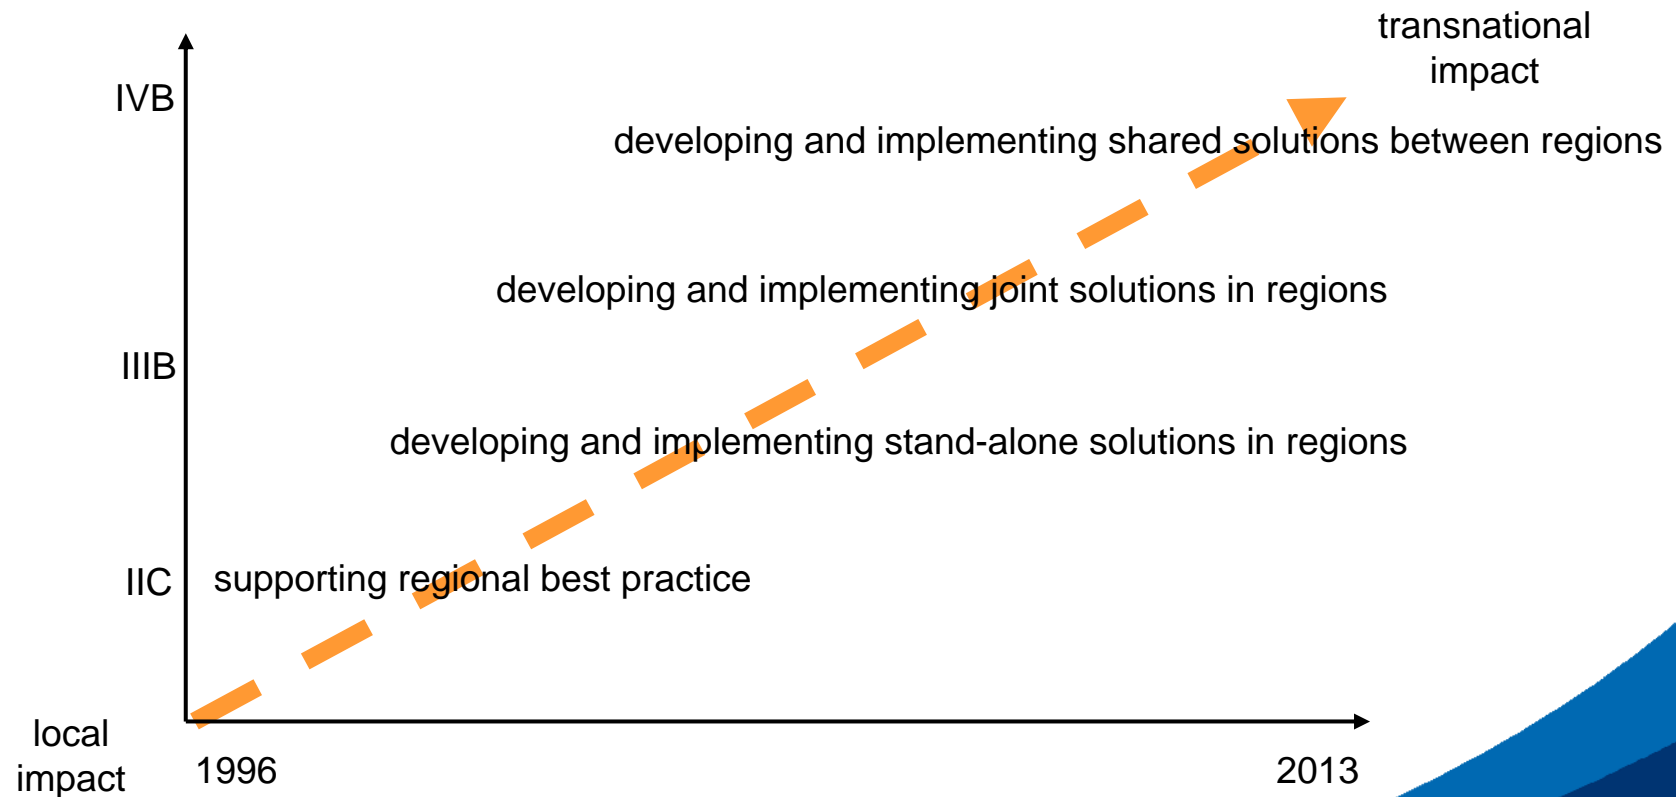 transnational
impact
IVB
developing and implementing shared solutions between regions
developing and implementing joint solutions in regions
IIIB
developing and implementing stand-alone solutions in regions
IIC
supporting regional best practice
local
impact
1996
2013